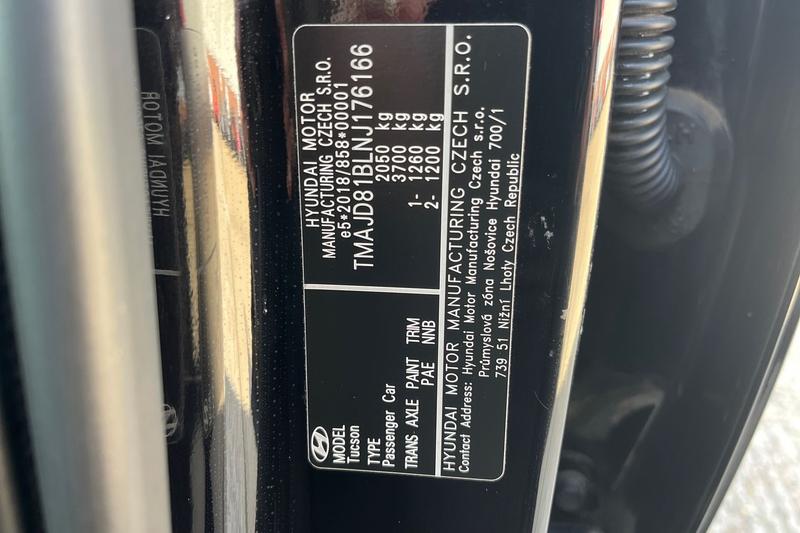 HYUNDAI MOTOR
MANUFACTURING CZECH S.R.O.
e5*2018/858*00001
TMAJD81BLNJ176166
2050 kg
3700 kg
1- 1260 kg
2- 1200 kg
MODEL
Tucson
TYPE
Passenger Car
TRANS AXLE PAINT TRIM
PAE NNB
HYUNDAI MOTOR MANUFACTURING CZECH S.R.O.
Contact Address: Hyundai Motor Manufacturing Czech s.r.o.
Průmyslová zóna Nošovice Hyundai 700/1
739 51 Nižní Lhoty Czech Republic
HYUNDAI MOTOR